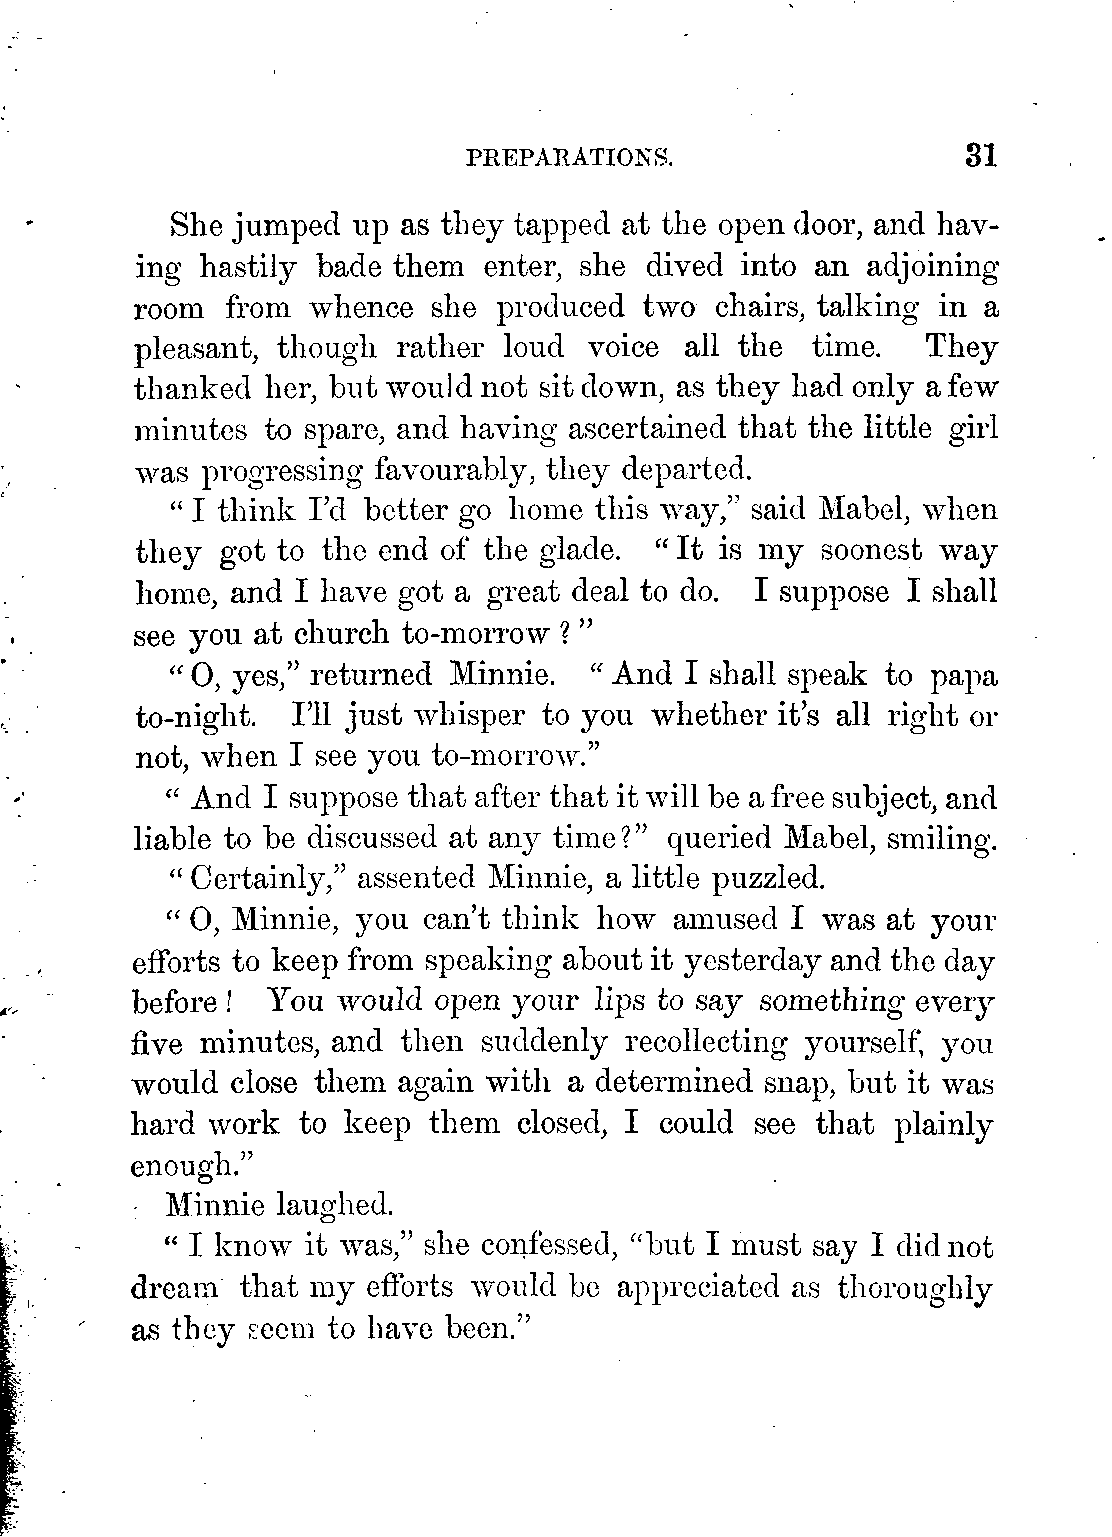 PREPARATIONS. 31
She jumped up as they tapped at the open door, and hav-
ing hastily bade them enter, she dived into an adjoining
room from whence she produced two chairs, talking in a
pleasant, though rather loud voice all the time. They
thanked her, but would not sit down, as they had only a few
minutes to spare, and having ascertained that the little girl
was progressing favourably, they departed.
“ I think I’d better go home this way,” said Mabel, when
they got to the end of the glade. “ It is my soonest way
home, and I have got a great deal to do. I suppose I shall
see you at church to-morrow ? ”
“ O, yes,” returned Minnie. “ And I shall speak to papa
to-night. I’ll just whisper to you whether it’s all right or
not, when I see you to-morrow.”
“ And I suppose that after that it will be a free subject, and
liable to be discussed at any time?” queried Mabel, smiling.
“ Certainly,” assented Minnie, a little puzzled.
“ O, Minnie, you can’t think how amused I was at your
efforts to keep from speaking about it yesterday and the day
before ! You would open your lips to say something every
five minutes, and then suddenly recollecting yourself, you
would close them again with a determined snap, but it was
hard work to keep them closed, I could see that plainly
enough.”
Minnie laughed.
“ I know it was,” she confessed, “but I must say I did not
dream that my efforts would be appreciated as thoroughly
as they seem to have been.”